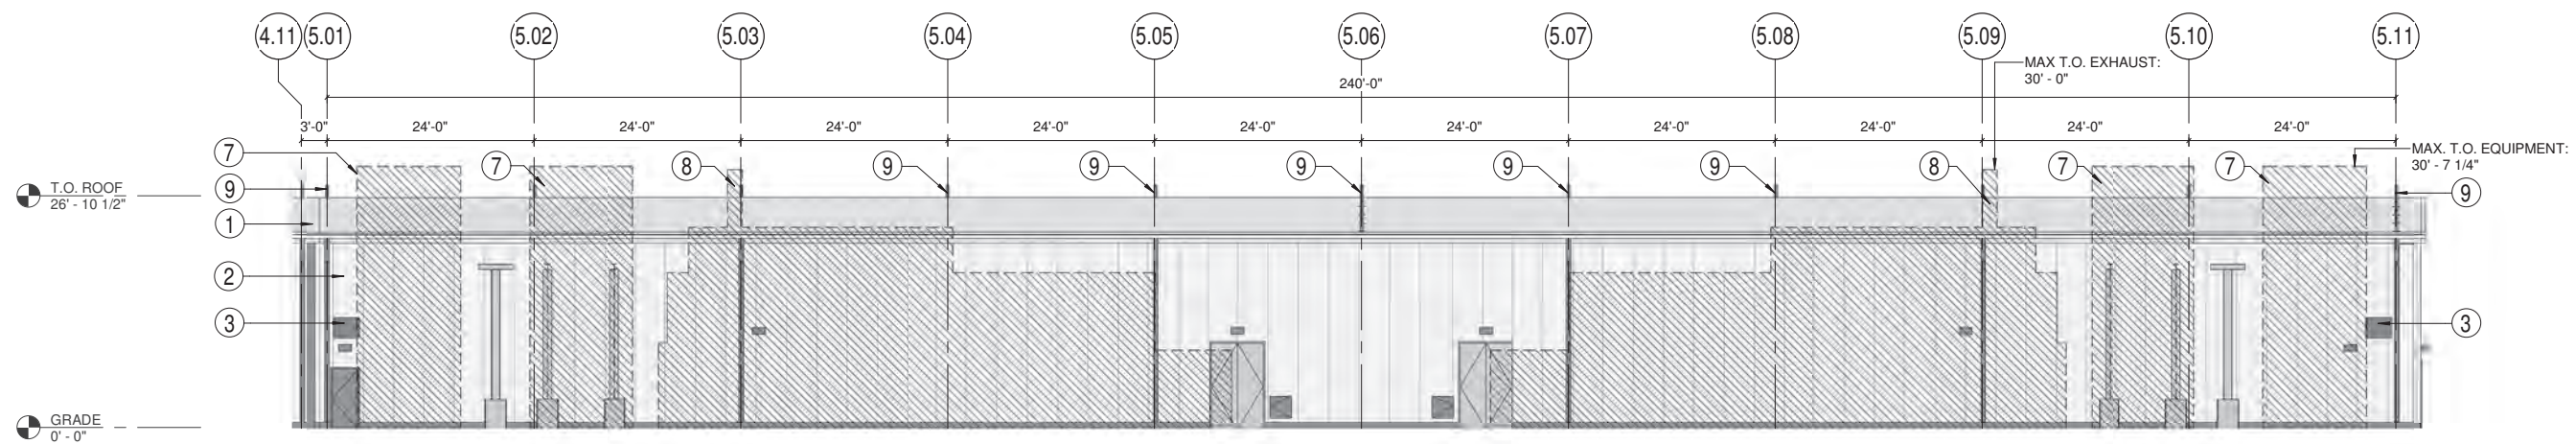 4.11 5.01 5.02 5.03 5.04 5.05 5.06 5.07 5.08 5.09 5.10 5.11
MAX T.O. EXHAUST:
30' - 0"
240'-0"
3'-0" 24'-0" 24'-0" 24'-0" 24'-0" 24'-0" 24'-0" 24'-0" 24'-0" 24'-0" 24'-0"
MAX. T.O. EQUIPMENT:
30' - 7 1/4"
7 7 8 9 9 9 9 9 8 7 7
T.O. ROOF
26' - 10 1/2"
9 9
1
2
3 3
GRADE
0' - 0"